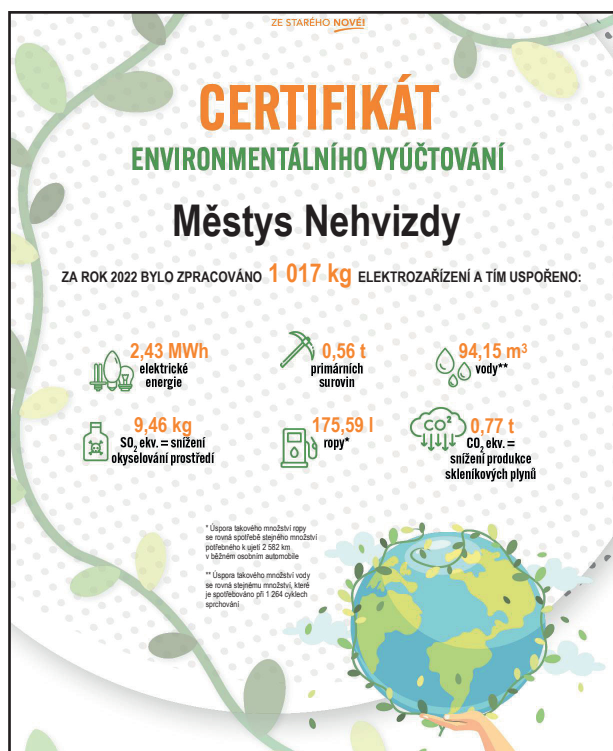 ZE STARÉHO NOVÉ!
CERTIFIKÁT
ENVIRONMENTÁLNÍHO VYÚČTOVÁNÍ
Městys Nehvizdy
ZA ROK 2022 BYLO ZPRACOVÁNO 1 017 kg ELEKTROZAŘÍZENÍ A TÍM USPOŘENO:
2,43 MWh
elektrické
energie
0,56 t
primárních
surovin
94,15 m³
vody**
9,46 kg
SO₂ ekv. = snížení
okyselování prostředí
175,59 l
ropy*
CO²
0,77 t
CO₂ ekv. =
snížení produkce
skleníkových plynů
* Úspora takového množství ropy
se rovná spotřebě stejného množství
potřebného k ujetí 2 582 km
v běžném osobním automobile
** Úspora takového množství vody
se rovná stejnému množství, které
je spotřebováno při 1 264 cyklech
sprchování